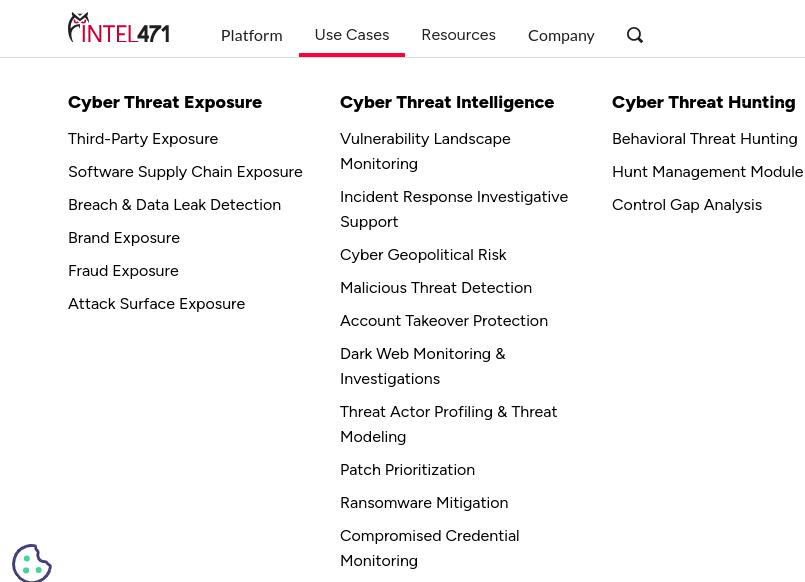 INTEL471
Platform
Use Cases
Resources
Company
Cyber Threat Exposure
Third-Party Exposure
Software Supply Chain Exposure
Breach & Data Leak Detection
Brand Exposure
Fraud Exposure
Attack Surface Exposure
Cyber Threat Intelligence
Vulnerability Landscape
Monitoring
Incident Response Investigative
Support
Cyber Geopolitical Risk
Malicious Threat Detection
Account Takeover Protection
Dark Web Monitoring &
Investigations
Threat Actor Profiling & Threat
Modeling
Patch Prioritization
Ransomware Mitigation
Compromised Credential
Monitoring
Cyber Threat Hunting
Behavioral Threat Hunting
Hunt Management Module
Control Gap Analysis